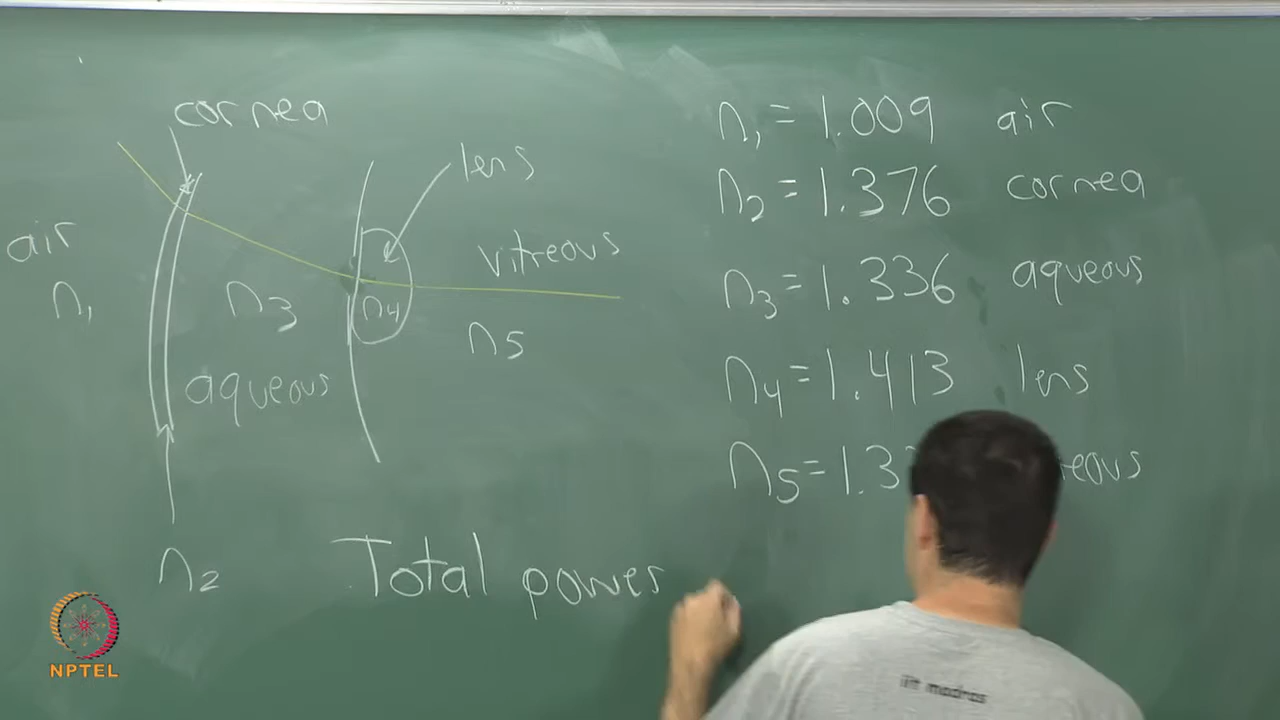 cornea
lens
air
n1
n3
aqueous
n4
vitreous
n5
n2
Total power
n1 = 1.009 air
n2 = 1.376 cornea
n3 = 1.336 aqueous
n4 = 1.413 lens
n5 = 1.3
NPTEL
iit madras